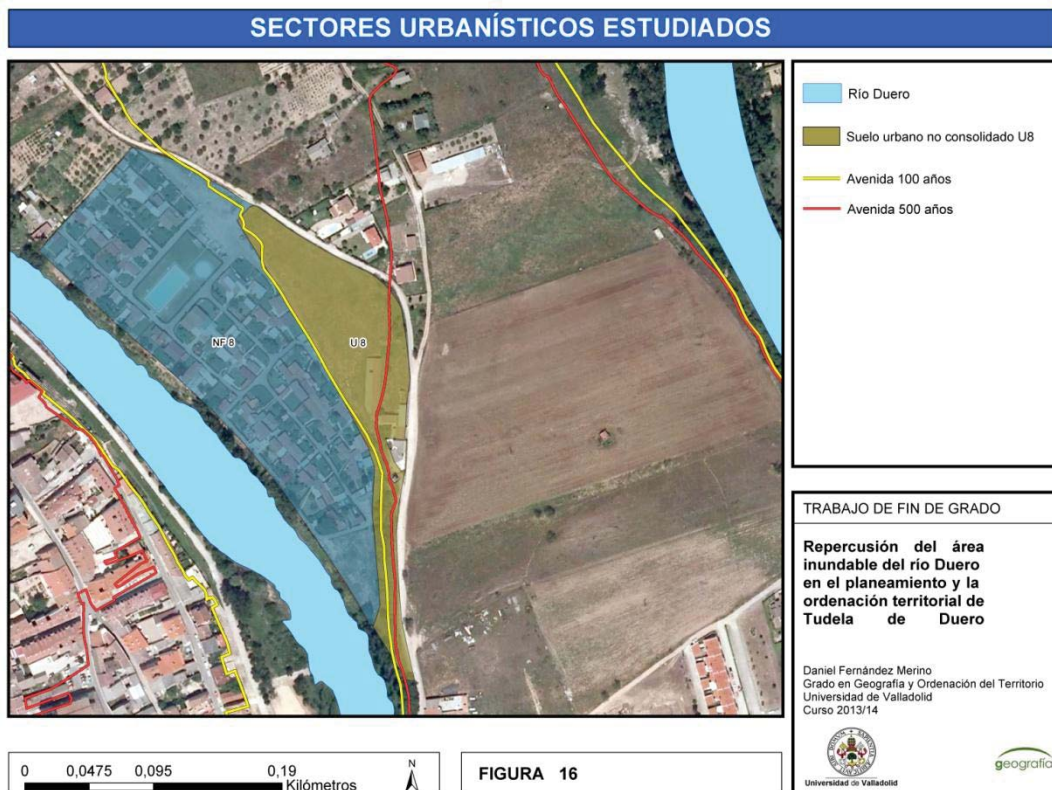 SECTORES URBANÍSTICOS ESTUDIADOS
NF 8
U 8
Río Duero
Suelo urbano no consolidado U8
Avenida 100 años
Avenida 500 años
TRABAJO DE FIN DE GRADO
Repercusión del área
inundable del río Duero
en el planeamiento y la
ordenación territorial de
Tudela de Duero
Daniel Fernández Merino
Grado en Geografía y Ordenación del Territorio
Universidad de Valladolid
Curso 2013/14
Universidad de Valladolid
geografía
0 0,0475 0,095 0,19
Kilómetros
N
FIGURA 16